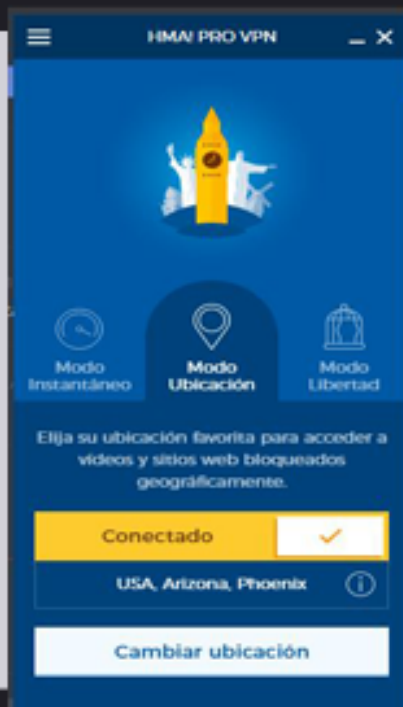 HMA! PRO VPN
Modo Instantáneo
Modo Ubicación
Modo Libertad
Elija su ubicación favorita para acceder a
vídeos y sitios web bloqueados
geográficamente.
Conectado
USA, Arizona, Phoenix
Cambiar ubicación